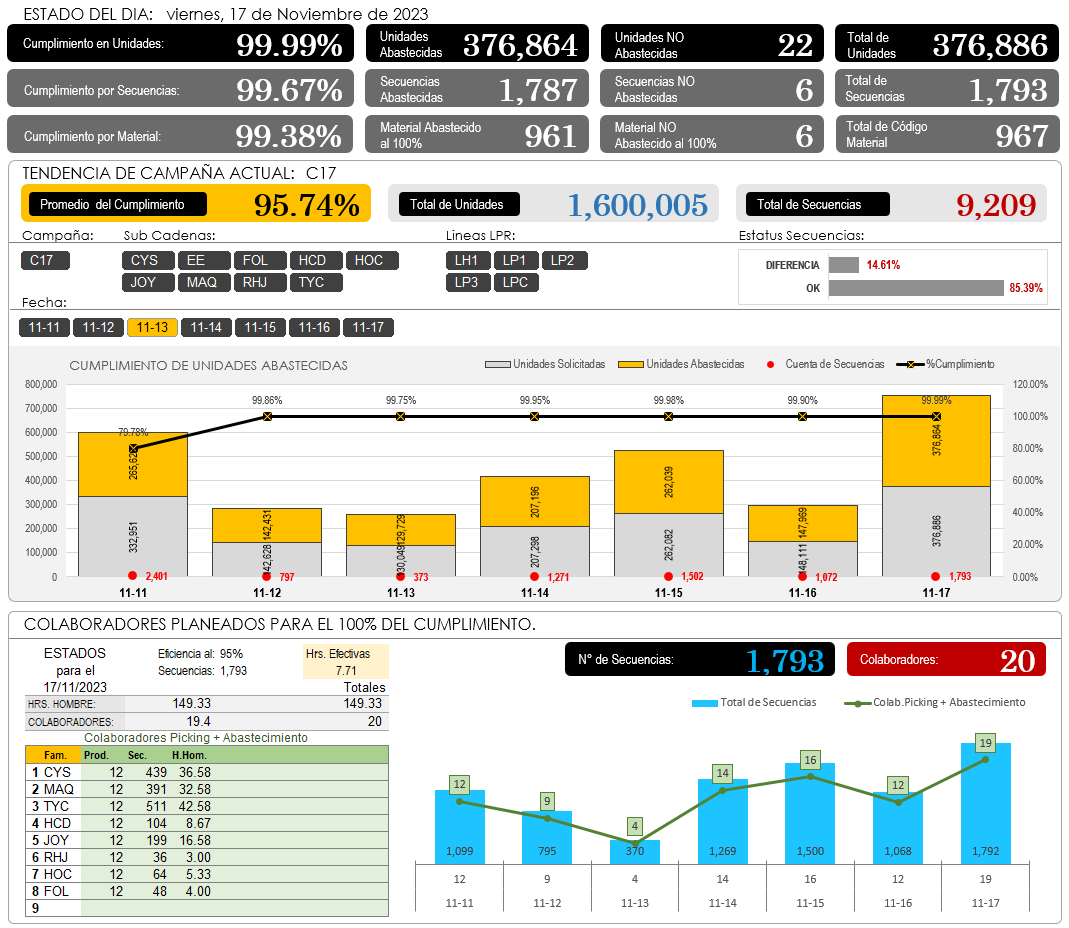 ESTADO DEL DIA: viernes, 17 de Noviembre de 2023
Cumplimiento en Unidades: 99.99%
Unidades Abastecidas 376,864
Unidades NO Abastecidas 22
Total de Unidades 376,886
Cumplimiento por Secuencias: 99.67%
Secuencias Abastecidas 1,787
Secuencias NO Abastecidas 6
Total de Secuencias 1,793
Cumplimiento por Material: 99.38%
Material Abastecido al 100% 961
Material NO Abastecido al 100% 6
Total de Código Material 967
TENDENCIA DE CAMPAÑA ACTUAL: C17
Promedio del Cumplimiento 95.74%
Total de Unidades 1,600,005
Total de Secuencias 9,209
Campaña:
C17
Sub Cadenas:
CYS EE FOL HCD HOC
JOY MAQ RHJ TYC
Lineas LPR:
LH1 LP1 LP2
LP3 LPC
Estatus Secuencias:
DIFERENCIA 14.61%
OK 85.39%
Fecha:
11-11 11-12 11-13 11-14 11-15 11-16 11-17
CUMPLIMIENTO DE UNIDADES ABASTECIDAS
Unidades Solicitadas Unidades Abastecidas Cuenta de Secuencias %Cumplimiento
800,000
700,000
600,000
500,000
400,000
300,000
200,000
100,000
0
120.00%
100.00%
80.00%
60.00%
40.00%
20.00%
0.00%
79.78% 99.86% 99.75% 99.95% 99.98% 99.90% 99.99%
142,431 129,729 207,196 262,039 147,969 376,864
332,951 207,298 262,082 148,111 376,886
2,401 797 373 1,271 1,502 1,072 1,793
11-11 11-12 11-13 11-14 11-15 11-16 11-17
COLABORADORES PLANEADOS PARA EL 100% DEL CUMPLIMIENTO.
ESTADOS
para el
17/11/2023
Eficiencia al: 95%
Secuencias: 1,793
Hrs. Efectivas
7.71
Totales
HRS. HOMBRE: 149.33 149.33
COLABORADORES: 19.4 20
Colaboradores Picking + Abastecimiento
Fam. Prod. Sec. H.Hom.
1 CYS 12 439 36.58
2 MAQ 12 391 32.58
3 TYC 12 511 42.58
4 HCD 12 104 8.67
5 JOY 12 199 16.58
6 RHJ 12 36 3.00
7 HOC 12 64 5.33
8 FOL 12 48 4.00
9
N° de Secuencias: 1,793
Colaboradores: 20
Total de Secuencias Colab.Picking + Abastecimiento
12 9 4 14 16 12 19
1,099 795 370 1,269 1,500 1,068 1,792
12 9 4 14 16 12 19
11-11 11-12 11-13 11-14 11-15 11-16 11-17